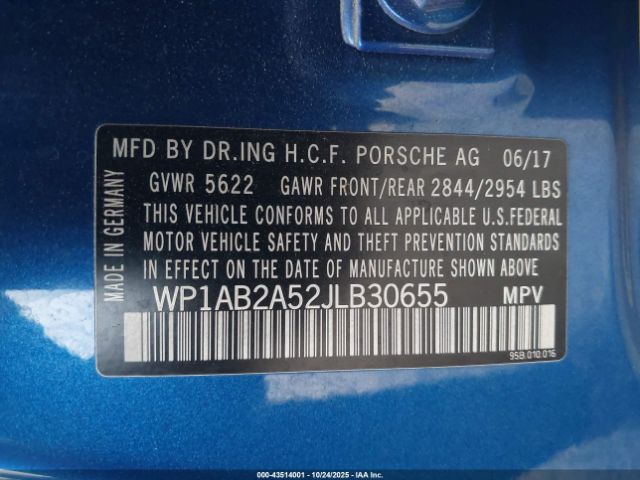 MFD BY DR.ING H.C.F. PORSCHE AG 06/17
GVWR 5622 GAWR FRONT/REAR 2844/2954 LBS
THIS VEHICLE CONFORMS TO ALL APPLICABLE U.S.FEDERAL
MOTOR VEHICLE SAFETY AND THEFT PREVENTION STANDARDS
IN EFFECT ON THE DATE OF MANUFACTURE SHOWN ABOVE
WP1AB2A52JLB30655 MPV
95B.010.016
MADE IN GERMANY
000-43514001 - 10/24/2025 - IAA Inc.